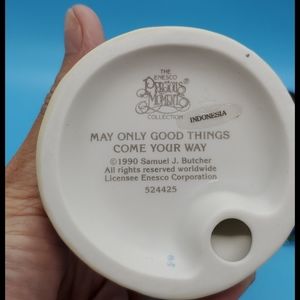 THE
ENESCO
Precious
Moments®
COLLECTION
INDONESIA
MAY ONLY GOOD THINGS
COME YOUR WAY
©1990 Samuel J. Butcher
All rights reserved worldwide
Licensee Enesco Corporation
524425